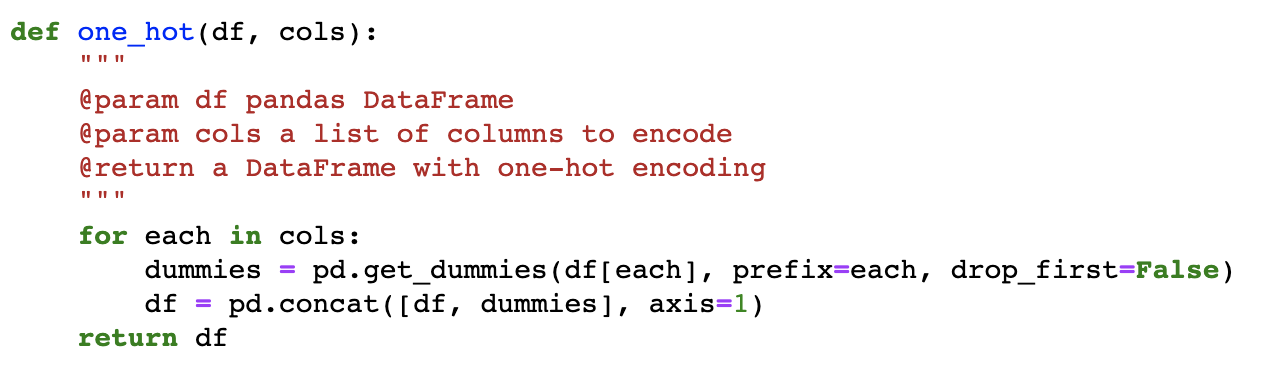 def one_hot(df, cols):
    """
    @param df pandas DataFrame
    @param cols a list of columns to encode
    @return a DataFrame with one-hot encoding
    """
    for each in cols:
        dummies = pd.get_dummies(df[each], prefix=each, drop_first=False)
        df = pd.concat([df, dummies], axis=1)
    return df